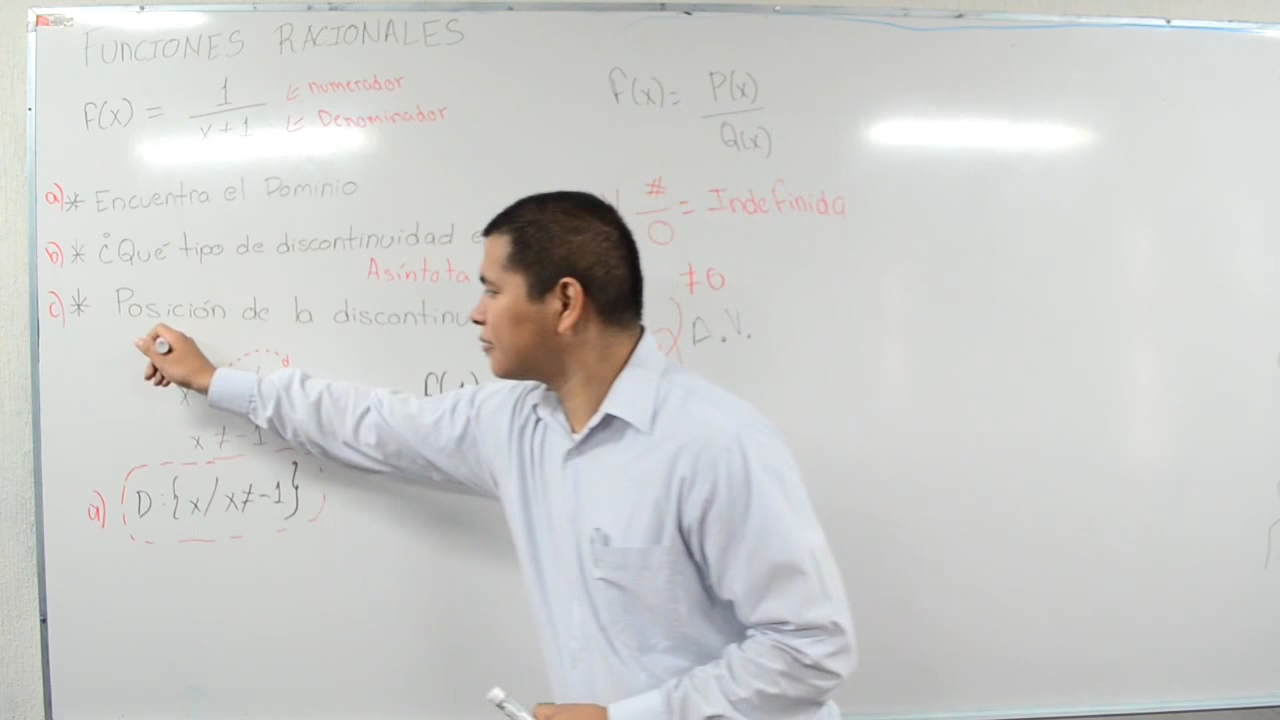 FUNCIONES RACIONALES
f(x) = 1 / x + 1
numerador
Denominador
f(x) = P(x) / Q(x)
a) * Encuentra el Dominio
# / 0 = Indefinida
b) * ¿Qué tipo de discontinuidad
Asíntota
≠ 0
c) * Posición de la discontinu
A.V.
x ≠ -1
a) D:{x/x≠-1}